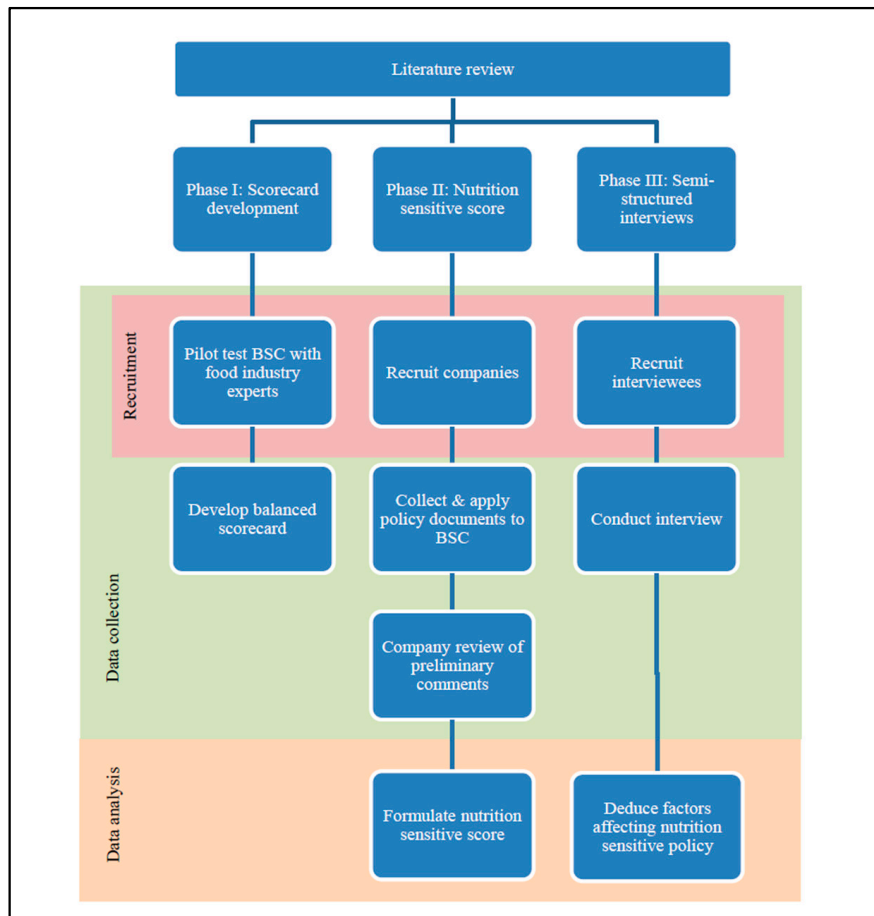 Literature review
Phase I: Scorecard
development
Phase II: Nutrition
sensitive score
Phase III: Semi-
structured
interviews
Recruitment
Pilot test BSC with
food industry
experts
Recruit companies
Recruit
interviewees
Data collection
Develop balanced
scorecard
Collect & apply
policy documents to
BSC
Conduct interview
Company review of
preliminary
comments
Data analysis
Formulate nutrition
sensitive score
Deduce factors
affecting nutrition
sensitive policy